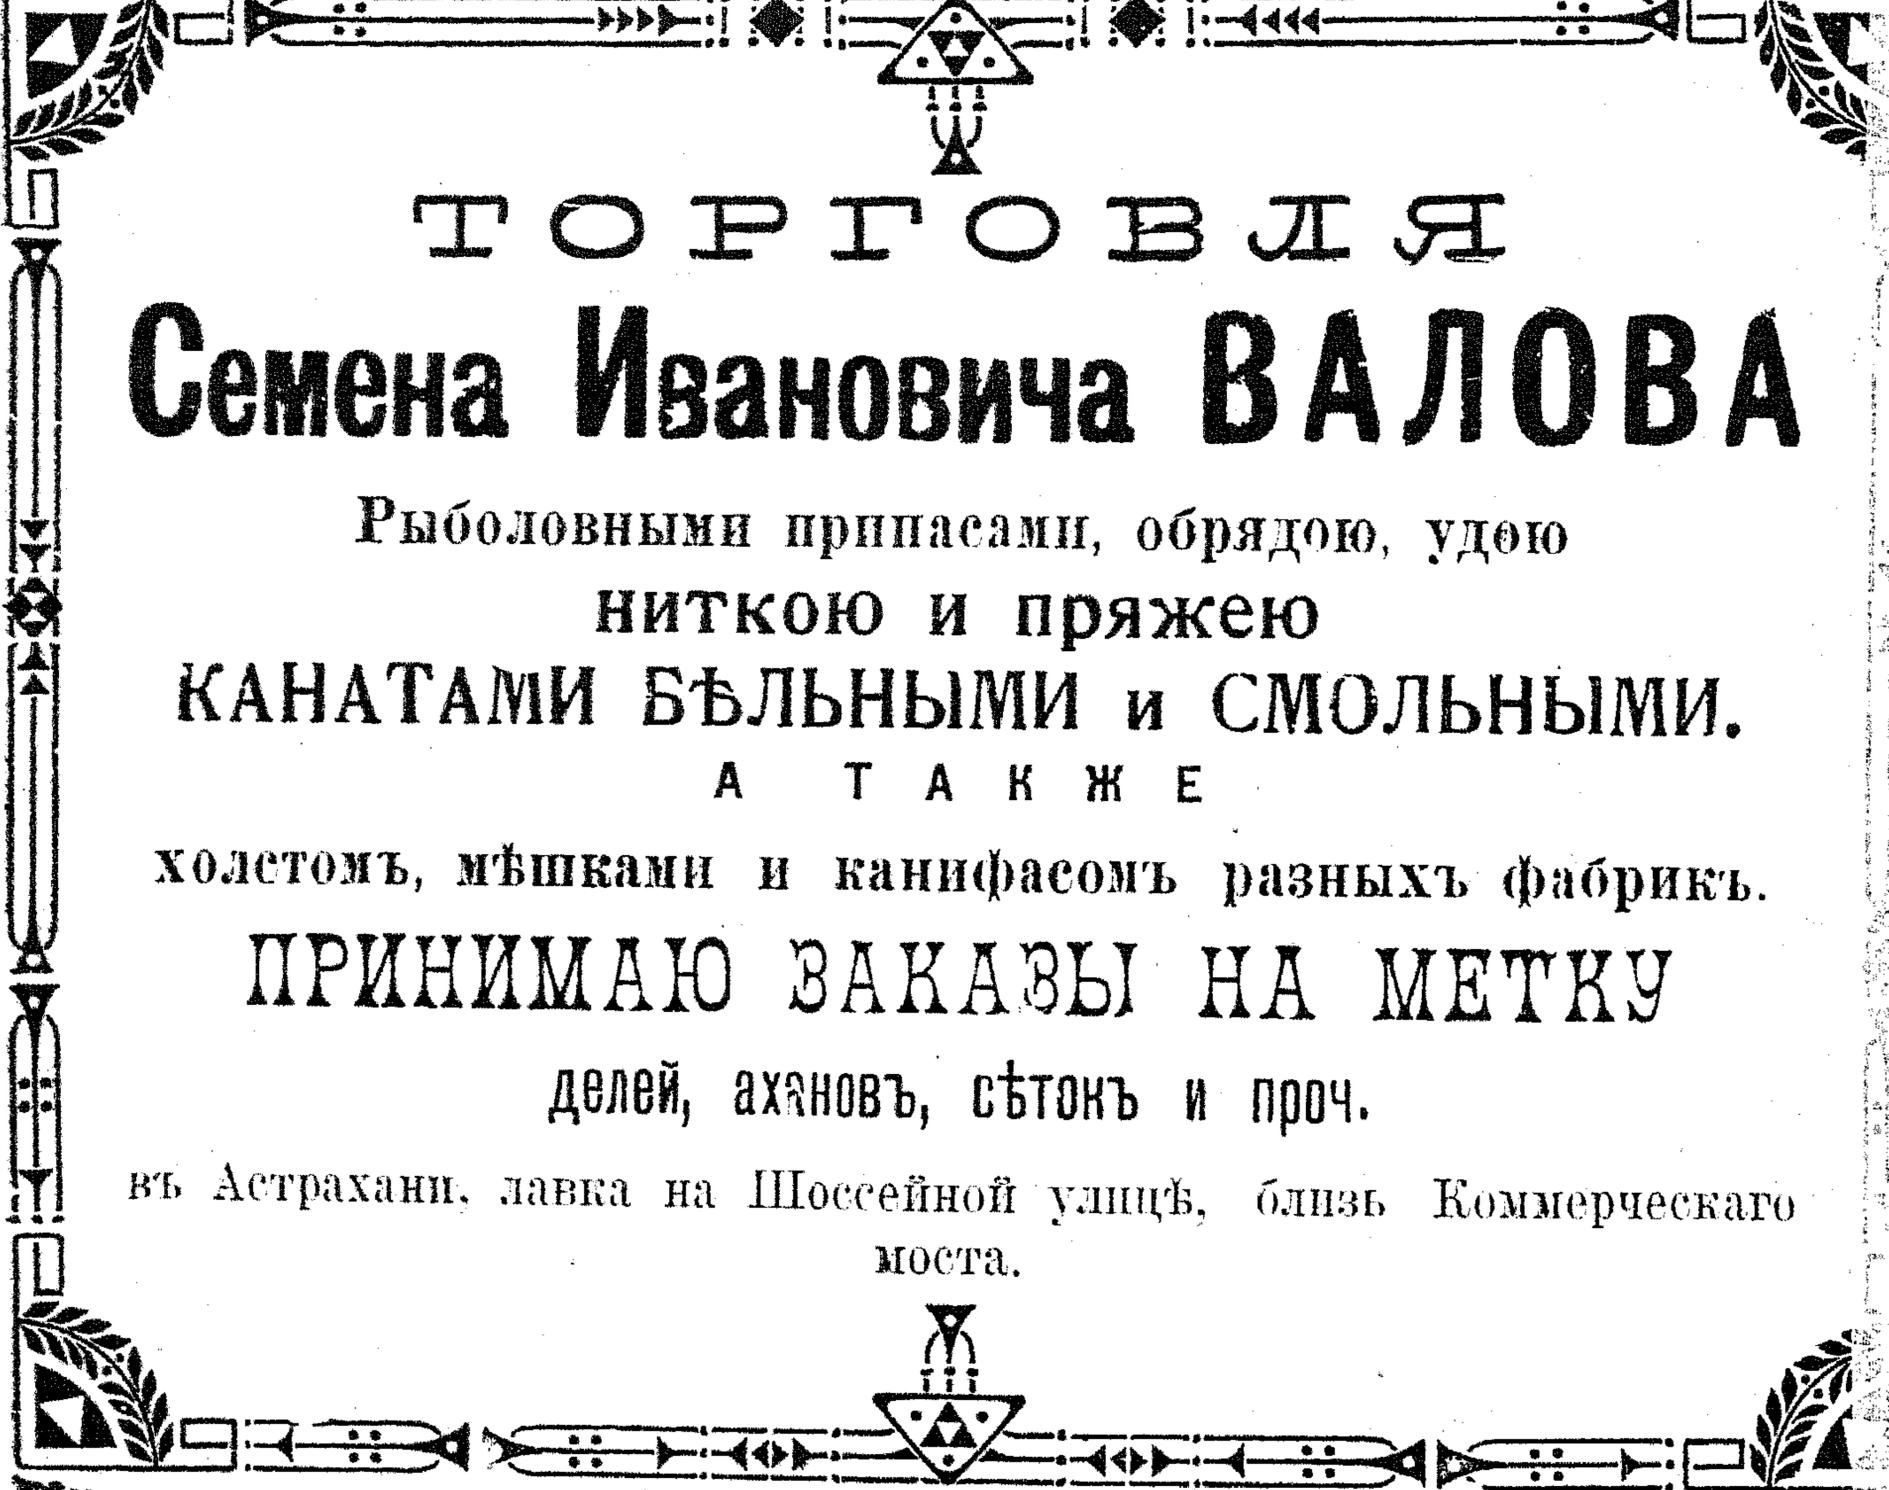 ТОРГОВЛЯ
Семена Ивановича ВАЛОВА
Рыболовными припасами, обрядою, удою
ниткою и пряжею
КАНАТАМИ БѢЛЬНЫМИ и СМОЛЬНЫМИ.
А ТАКЖЕ
холстомъ, мѣшками и канифасомъ разныхъ фабрикъ.
ПРИНИМАЮ ЗАКАЗЫ НА МЕТКУ
делей, ахановъ, сѣтокъ и проч.
въ Астрахани, лавка на Шоссейной улицѣ, близь Коммерческаго
моста.